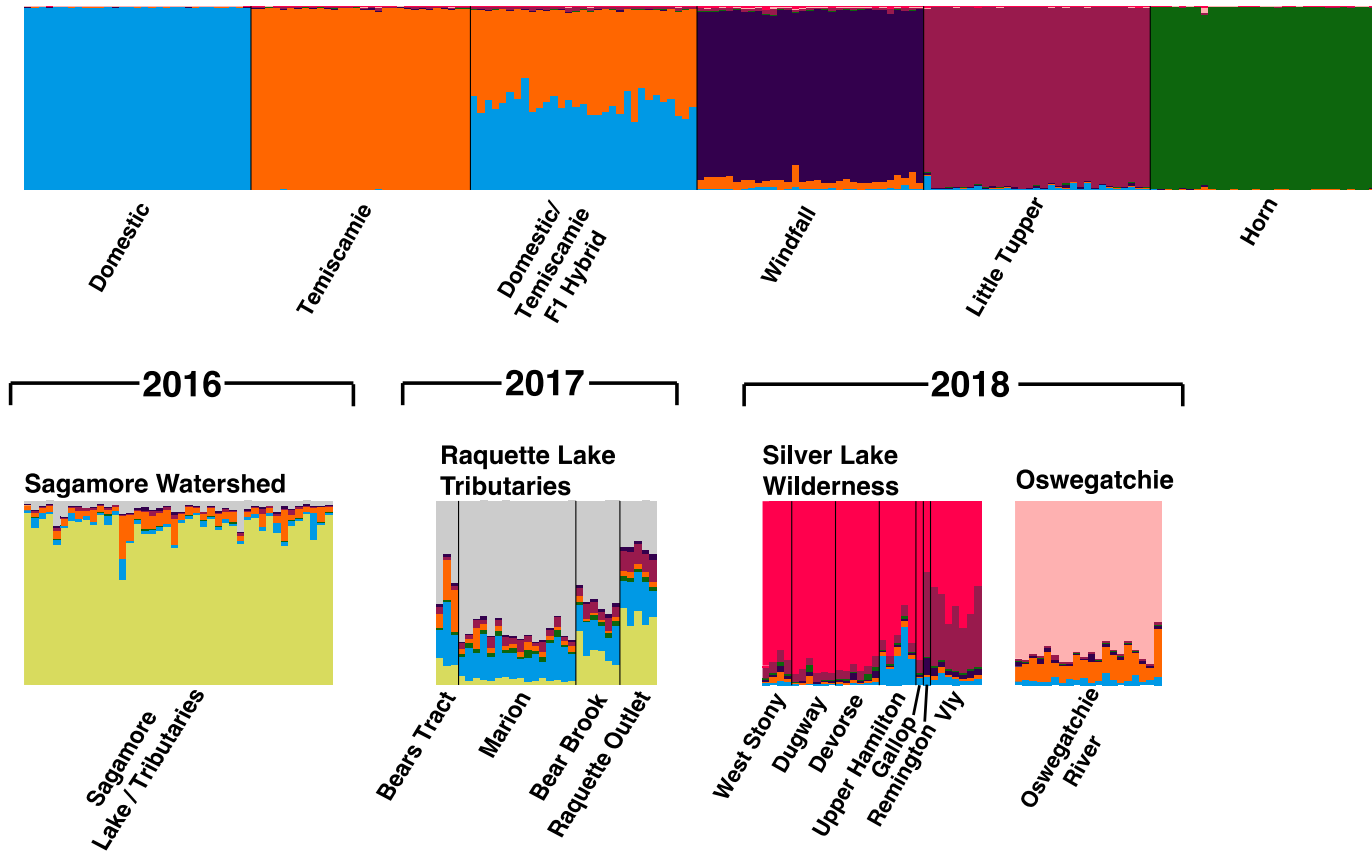 Domestic
Temiscamie
Domestic/
Temiscamie
F1 Hybrid
Windfall
Little Tupper
Horn
2016
2017
2018
Sagamore Watershed
Raquette Lake
Tributaries
Silver Lake
Wilderness
Oswegatchie
Sagamore
Lake / Tributaries
Bears Tract
Marion
Bear Brook
Raquette Outlet
West Stony
Dugway
Devorse
Upper Hamilton
Gallop
Remington
Vly
Oswegatchie
River